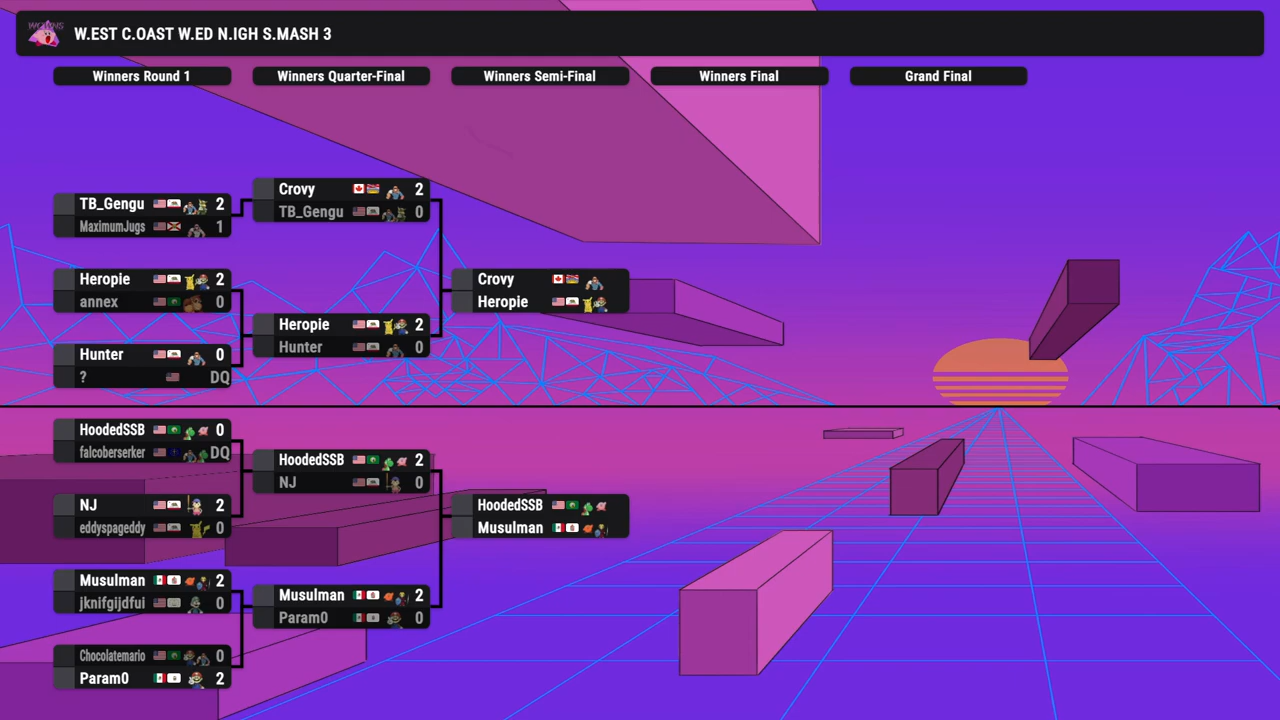 W.EST C.OAST W.ED N.IGH S.MASH 3
Winners Round 1
Winners Quarter-Final
Winners Semi-Final
Winners Final
Grand Final
TB_Gengu 2
MaximumJugs 1
Heropie 2
annex 0
Hunter 0
? DQ
HoodedSSB 0
falcoberserker DQ
NJ 2
eddyspageddy 0
Musulman 2
jknifgijdfui 0
Chocolatemario 0
Param0 2
Crovy 2
TB_Gengu 0
Heropie 2
Hunter 0
HoodedSSB 2
NJ 0
Musulman 2
Param0 0
Crovy
Heropie
HoodedSSB
Musulman